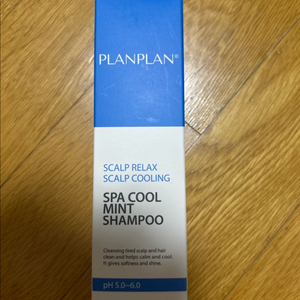 PLANPLAN®
SCALP RELAX
SCALP COOLING
SPA COOL
MINT
SHAMPOO
Cleansing tired scalp and hair
clean and helps calm and cool.
It gives softness and shine.
pH 5.0~6.0